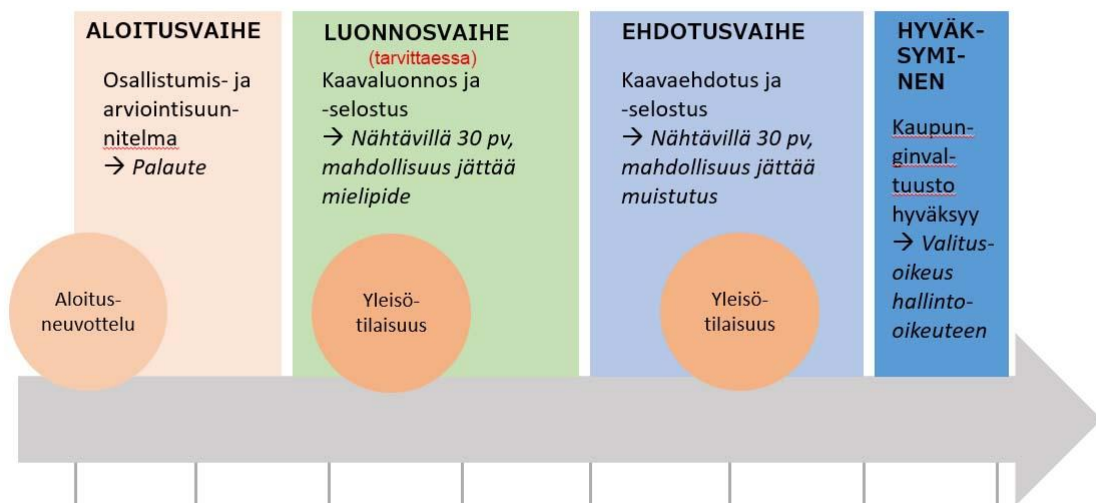 ALOITUSVAIHE
Osallistumis- ja
arviointisuun-
nitelma
→ Palaute
Aloitus-
neuvottelu
LUONNOSVAIHE
(tarvittaessa)
Kaavaluonnos ja
-selostus
→ Nähtävillä 30 pv,
mahdollisuus jättää
mielipide
Yleisö-
tilaisuus
EHDOTUSVAIHE
Kaavaehdotus ja
-selostus
→ Nähtävillä 30 pv,
mahdollisuus jättää
muistutus
Yleisö-
tilaisuus
HYVÄK-
SYMI-
NEN
Kaupun-
ginval-
tuusto
hyväksyy
→ Valitus-
oikeus
hallinto-
oikeuteen